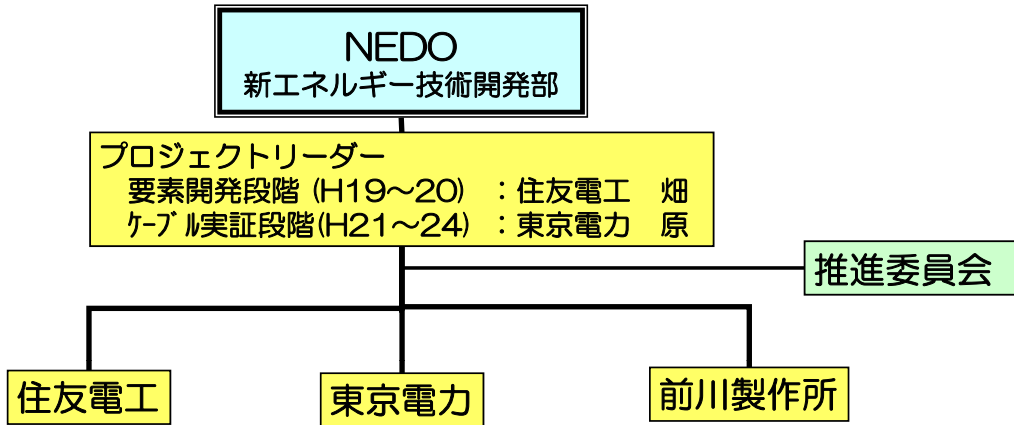 NEDO
新エネルギー技術開発部
プロジェクトリーダー
要素開発段階 (H19~20) :住友電工 畑
ケーブル実証段階(H21~24) :東京電力 原
推進委員会
住友電工
東京電力
前川製作所